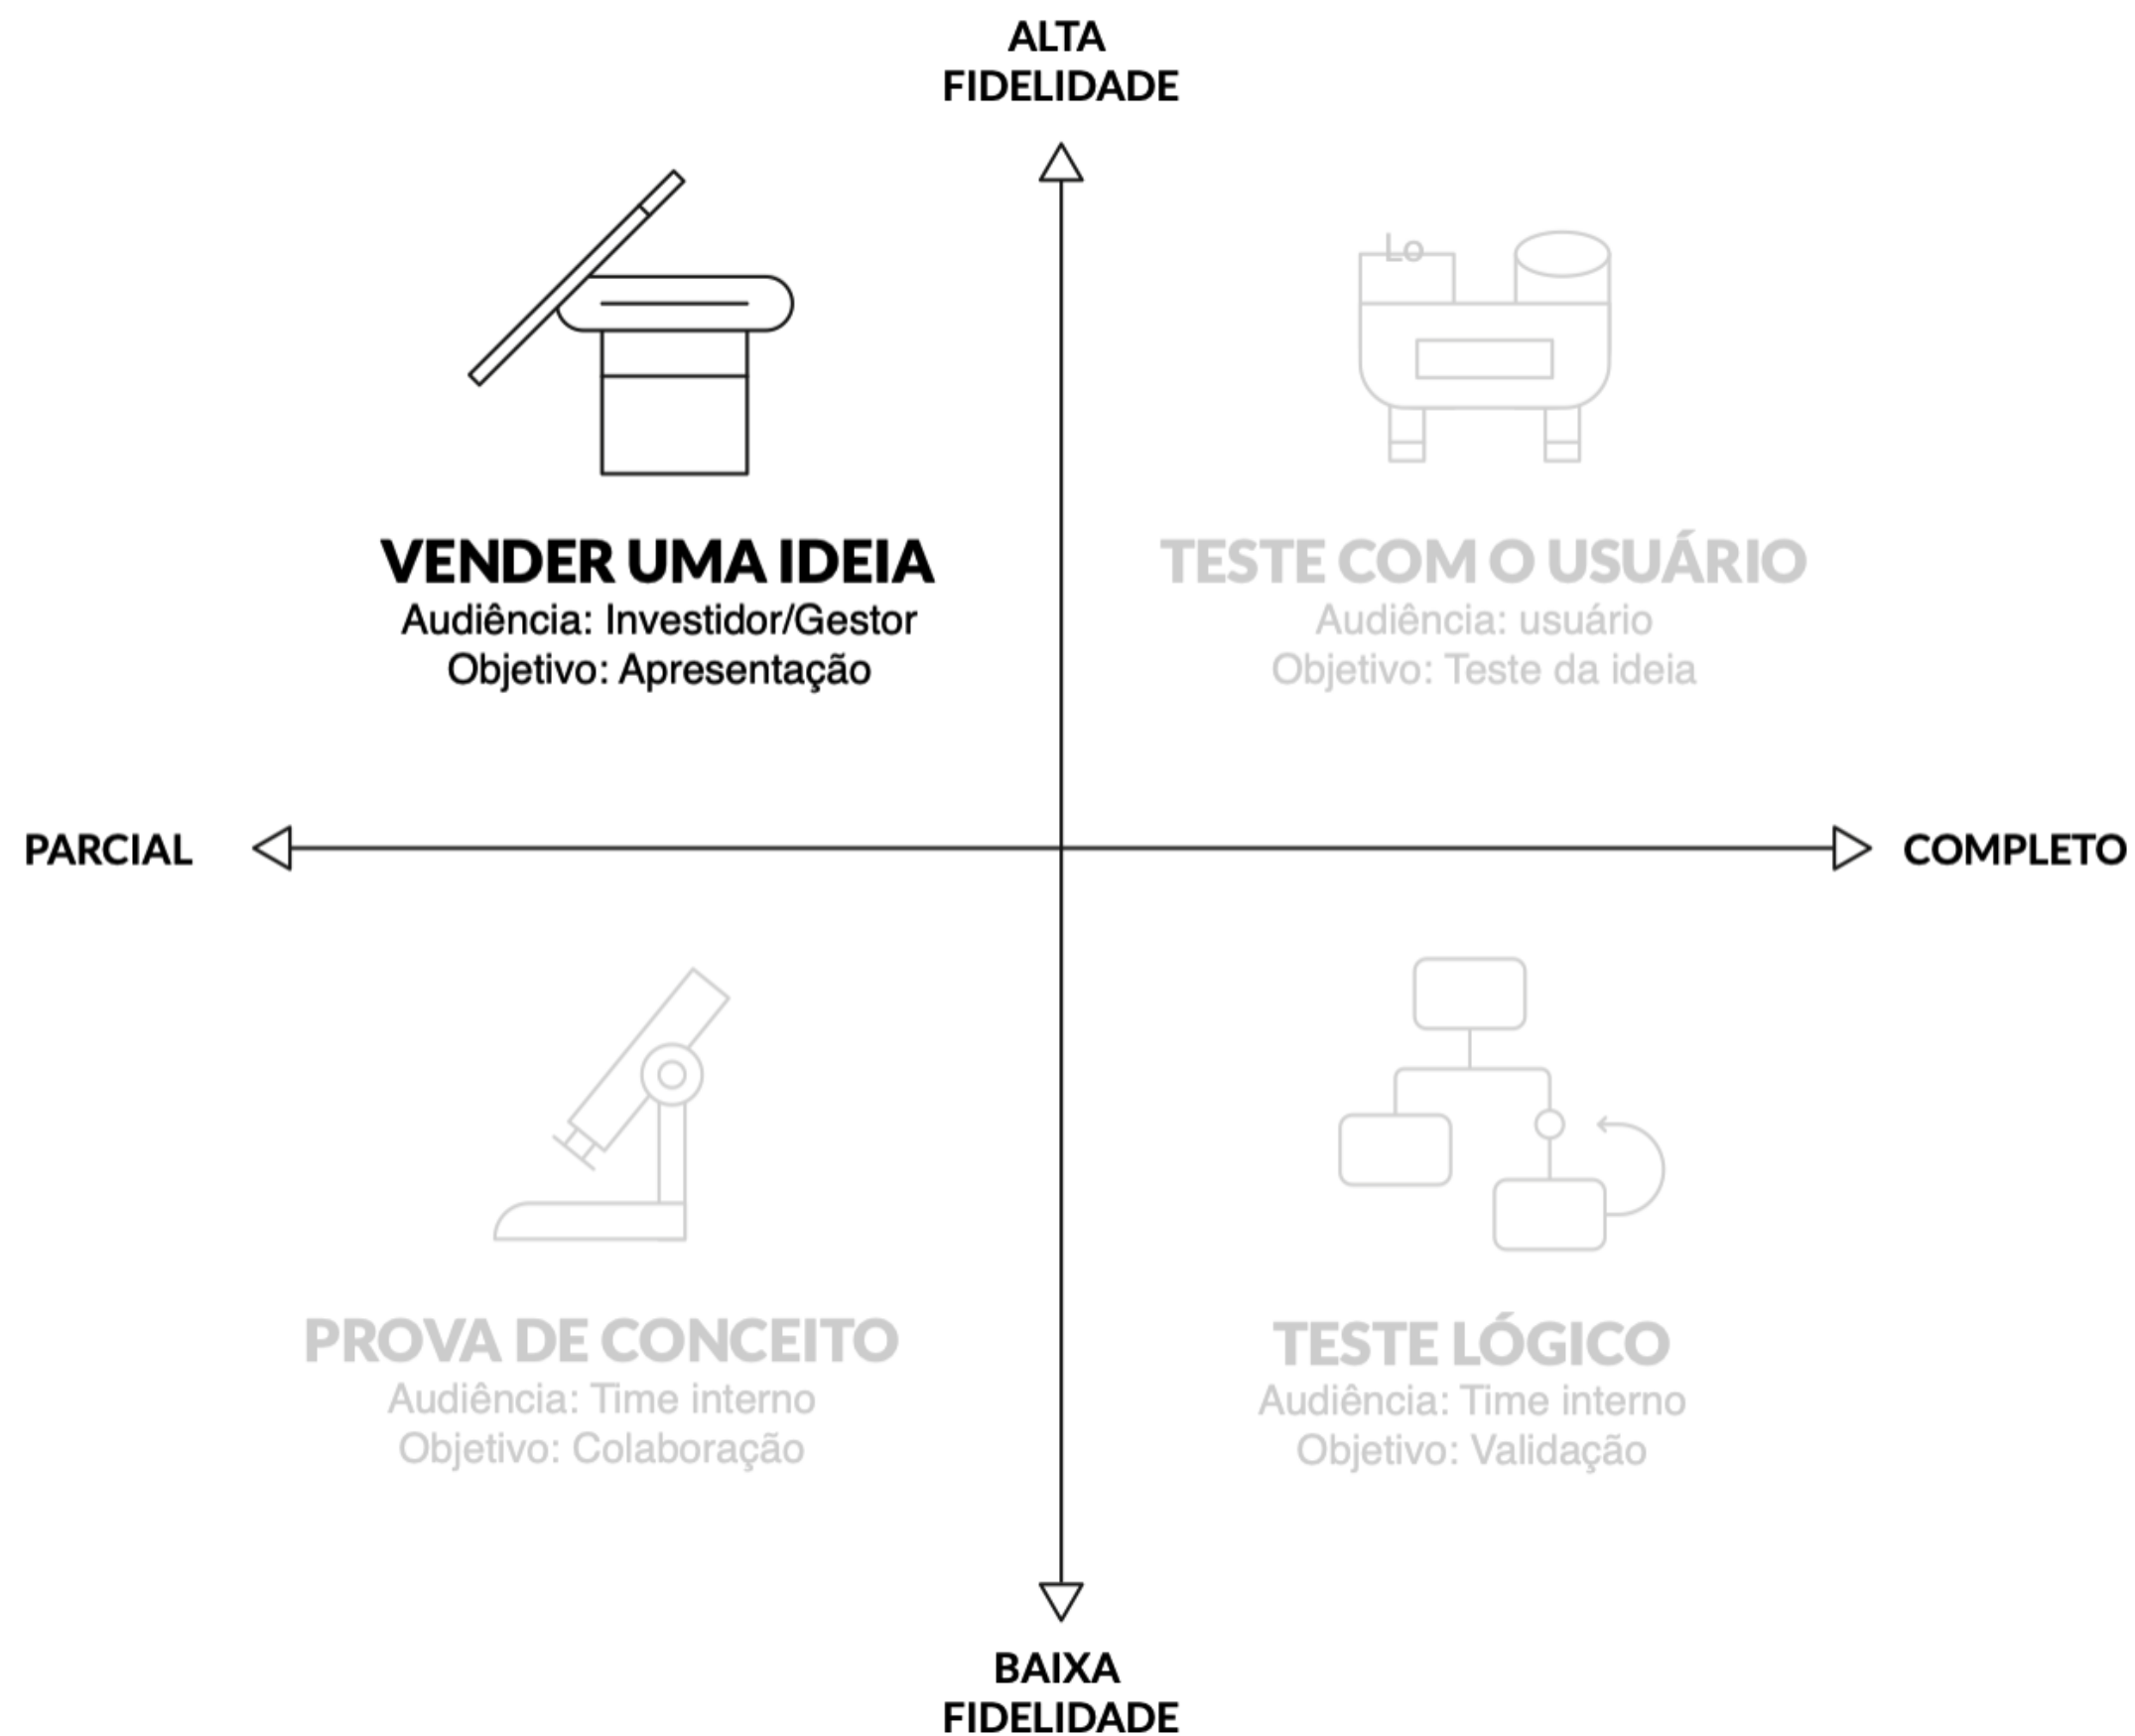 ALTA
FIDELIDADE
Lo
VENDER UMA IDEIA
Audiência: Investidor/Gestor
Objetivo: Apresentação
TESTE COM O USUÁRIO
Audiência: usuário
Objetivo: Teste da ideia
PARCIAL
COMPLETO
PROVA DE CONCEITO
Audiência: Time interno
Objetivo: Colaboração
TESTE LÓGICO
Audiência: Time interno
Objetivo: Validação
BAIXA
FIDELIDADE